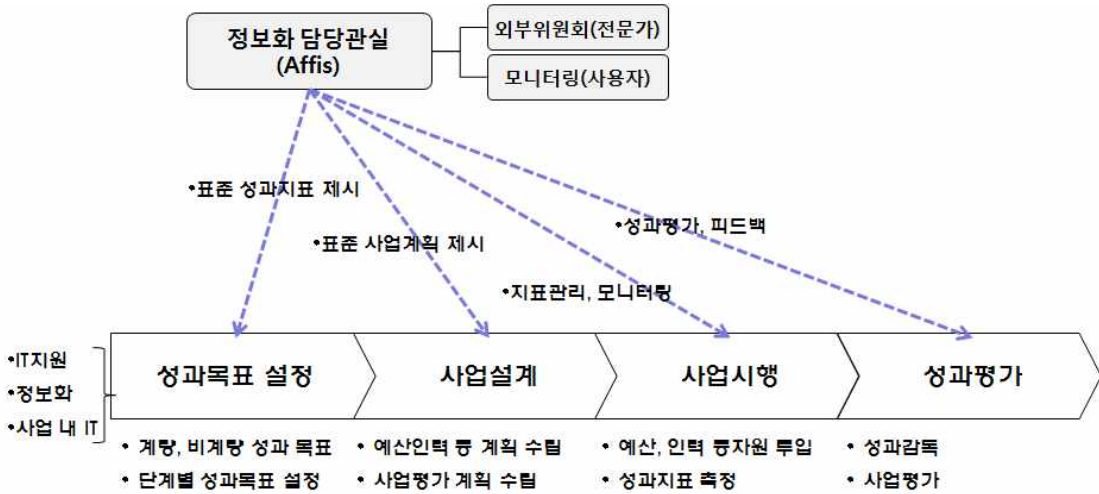 정보화 담당관실
(Affis)
외부위원회(전문가)
모니터링(사용자)
•표준 성과지표 제시
•표준 사업계획 제시
•성과평가, 피드백
•지표관리, 모니터링
•IT지원
•정보화
•사업 내 IT
성과목표 설정
사업설계
사업시행
성과평가
• 계량, 비계량 성과 목표
• 단계별 성과목표 설정
• 예산인력 등 계획 수립
• 사업평가 계획 수립
• 예산, 인력 등자원 투입
• 성과지표 측정
• 성과감독
• 사업평가